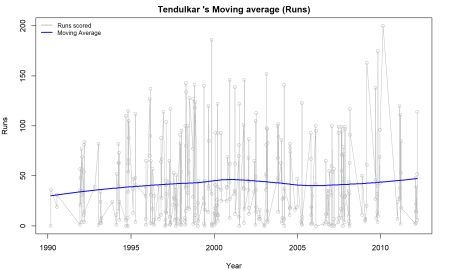 Tendulkar 's Moving average (Runs)
Runs scored
Moving Average
200
150
100
50
0
Runs
1990 1995 2000 2005 2010
Year